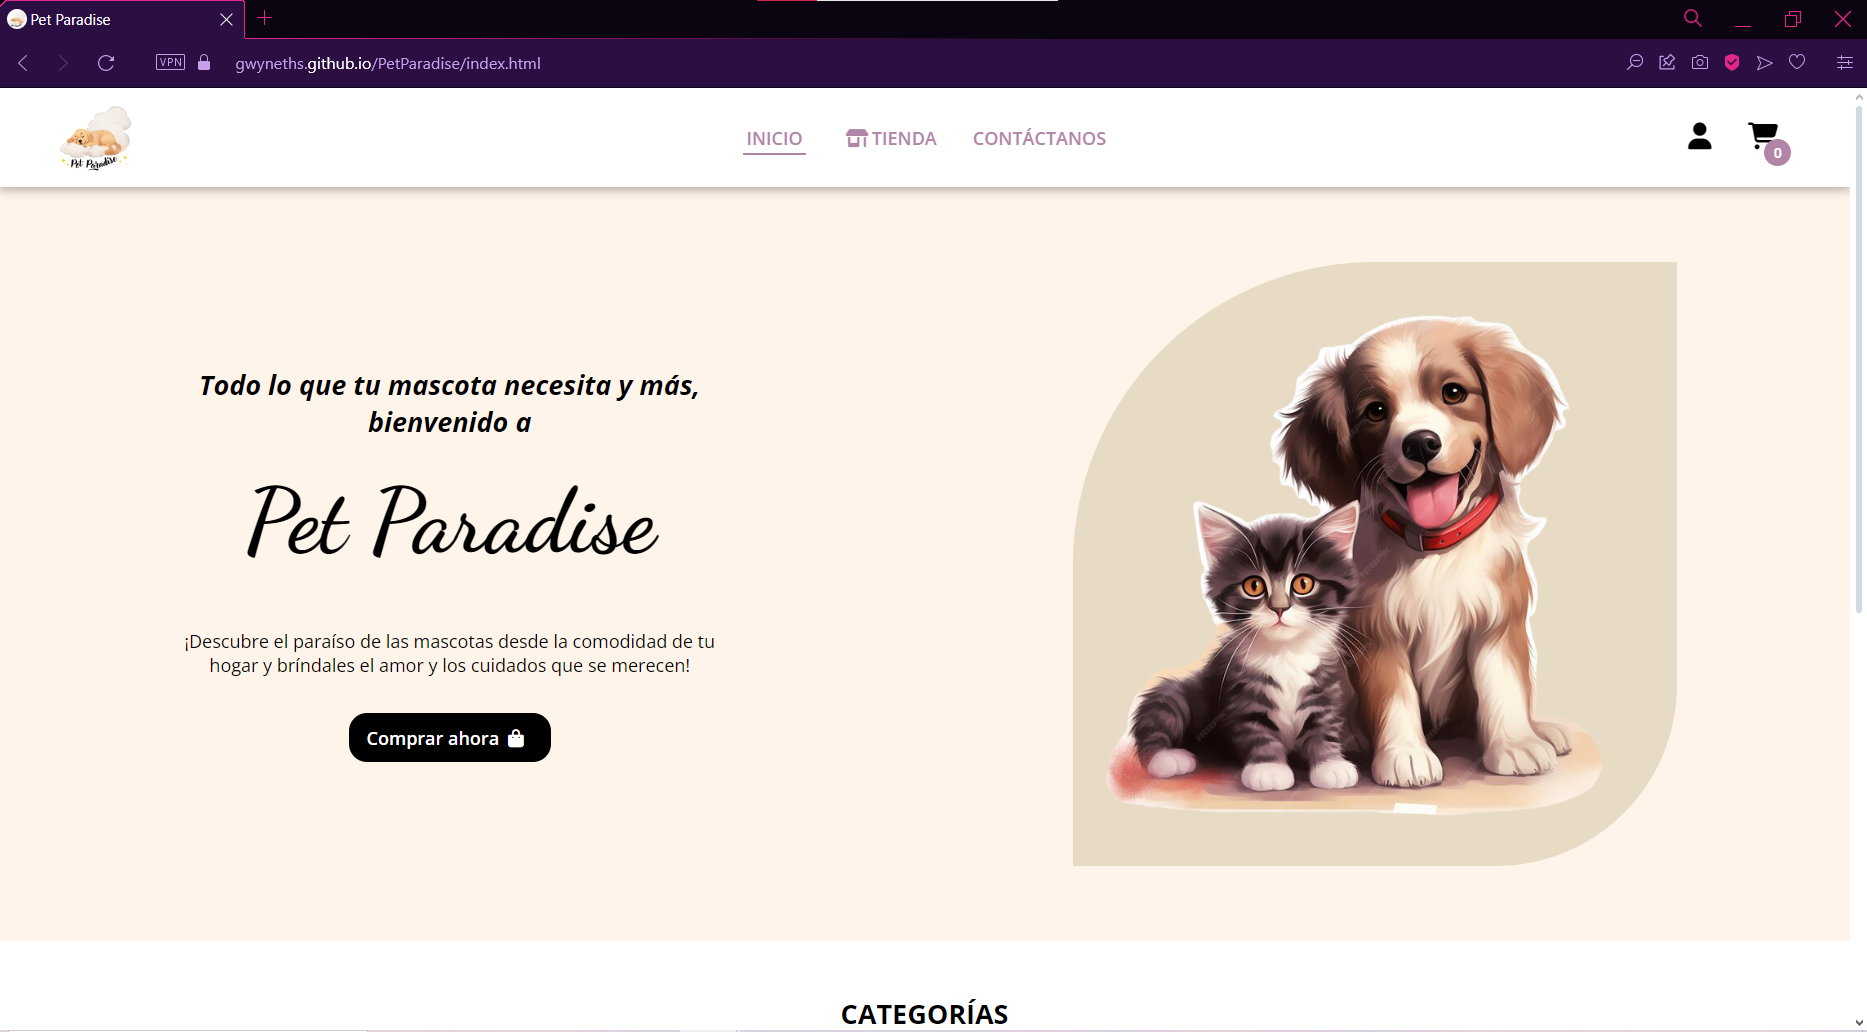 Pet Paradise
VPN
gwyneths.github.io/PetParadise/index.html
Pet Paradise
INICIO
TIENDA
CONTÁCTANOS
0
Todo lo que tu mascota necesita y más,
bienvenido a
Pet Paradise
¡Descubre el paraíso de las mascotas desde la comodidad de tu
hogar y bríndales el amor y los cuidados que se merecen!
Comprar ahora
CATEGORÍAS